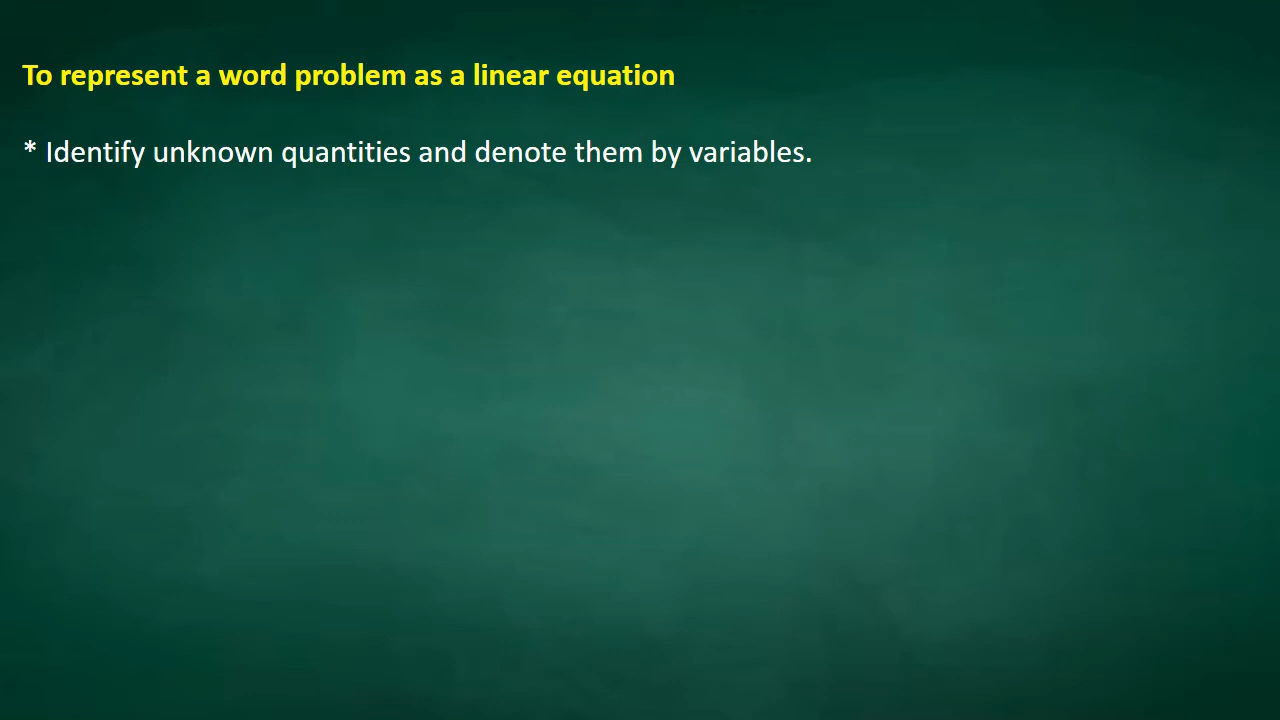 To represent a word problem as a linear equation
* Identify unknown quantities and denote them by variables.